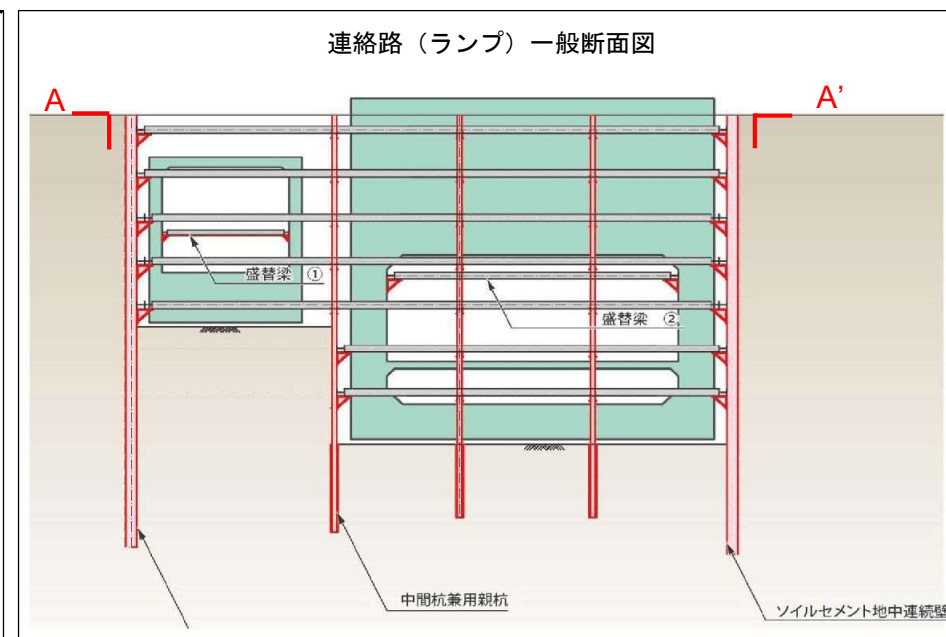 連絡路（ランプ）一般断面図
A
A’
盛替梁 ①
盛替梁 ②
中間杭兼用親杭
ソイルセメント地中連続壁